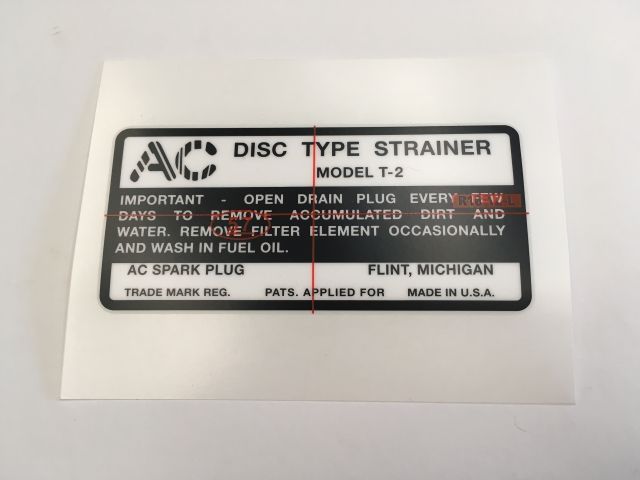 AC DISC TYPE STRAINER
MODEL T-2
IMPORTANT - OPEN DRAIN PLUG EVERY FEW
DAYS TO REMOVE ACCUMULATED DIRT AND
WATER. REMOVE FILTER ELEMENT OCCASIONALLY
AND WASH IN FUEL OIL.
AC SPARK PLUG FLINT, MICHIGAN
TRADE MARK REG. PATS. APPLIED FOR MADE IN U.S.A.